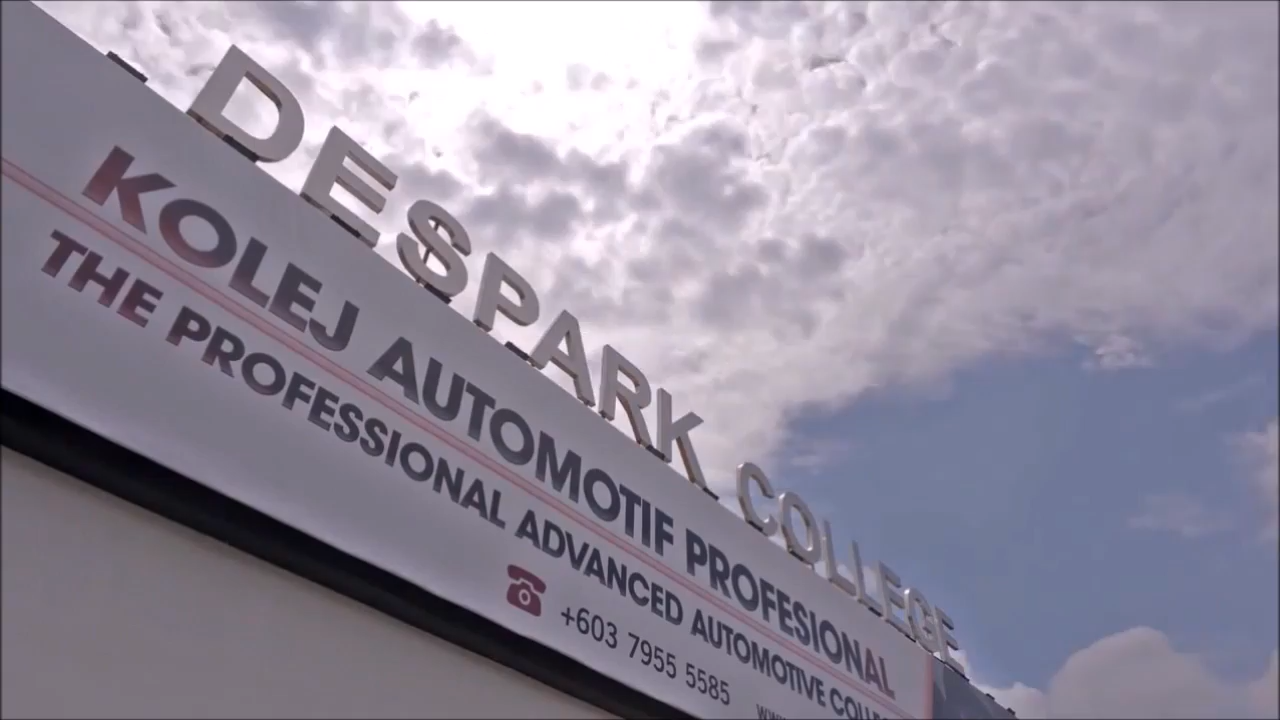 DESPARK COLLEGE
KOLEJ AUTOMOTIF PROFESIONAL
THE PROFESSIONAL ADVANCED AUTOMOTIVE
+603 7955 5585